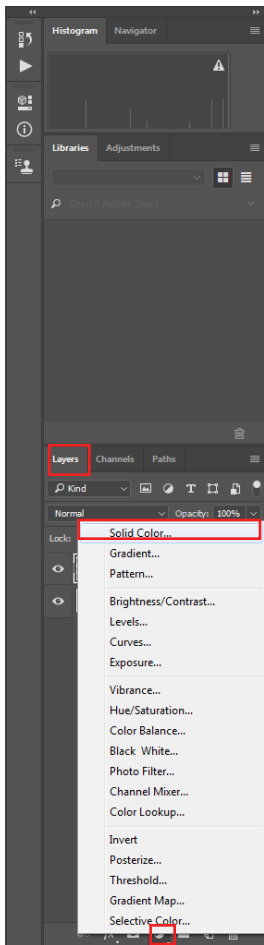 Histogram Navigator
Libraries Adjustments
Search Adobe Stock
Layers Channels Paths
Kind
Normal Opacity: 100%
Lock:
Solid Color...
Gradient...
Pattern...
Brightness/Contrast...
Levels...
Curves...
Exposure...
Vibrance...
Hue/Saturation...
Color Balance...
Black White...
Photo Filter...
Channel Mixer...
Color Lookup...
Invert
Posterize...
Threshold...
Gradient Map...
Selective Color...